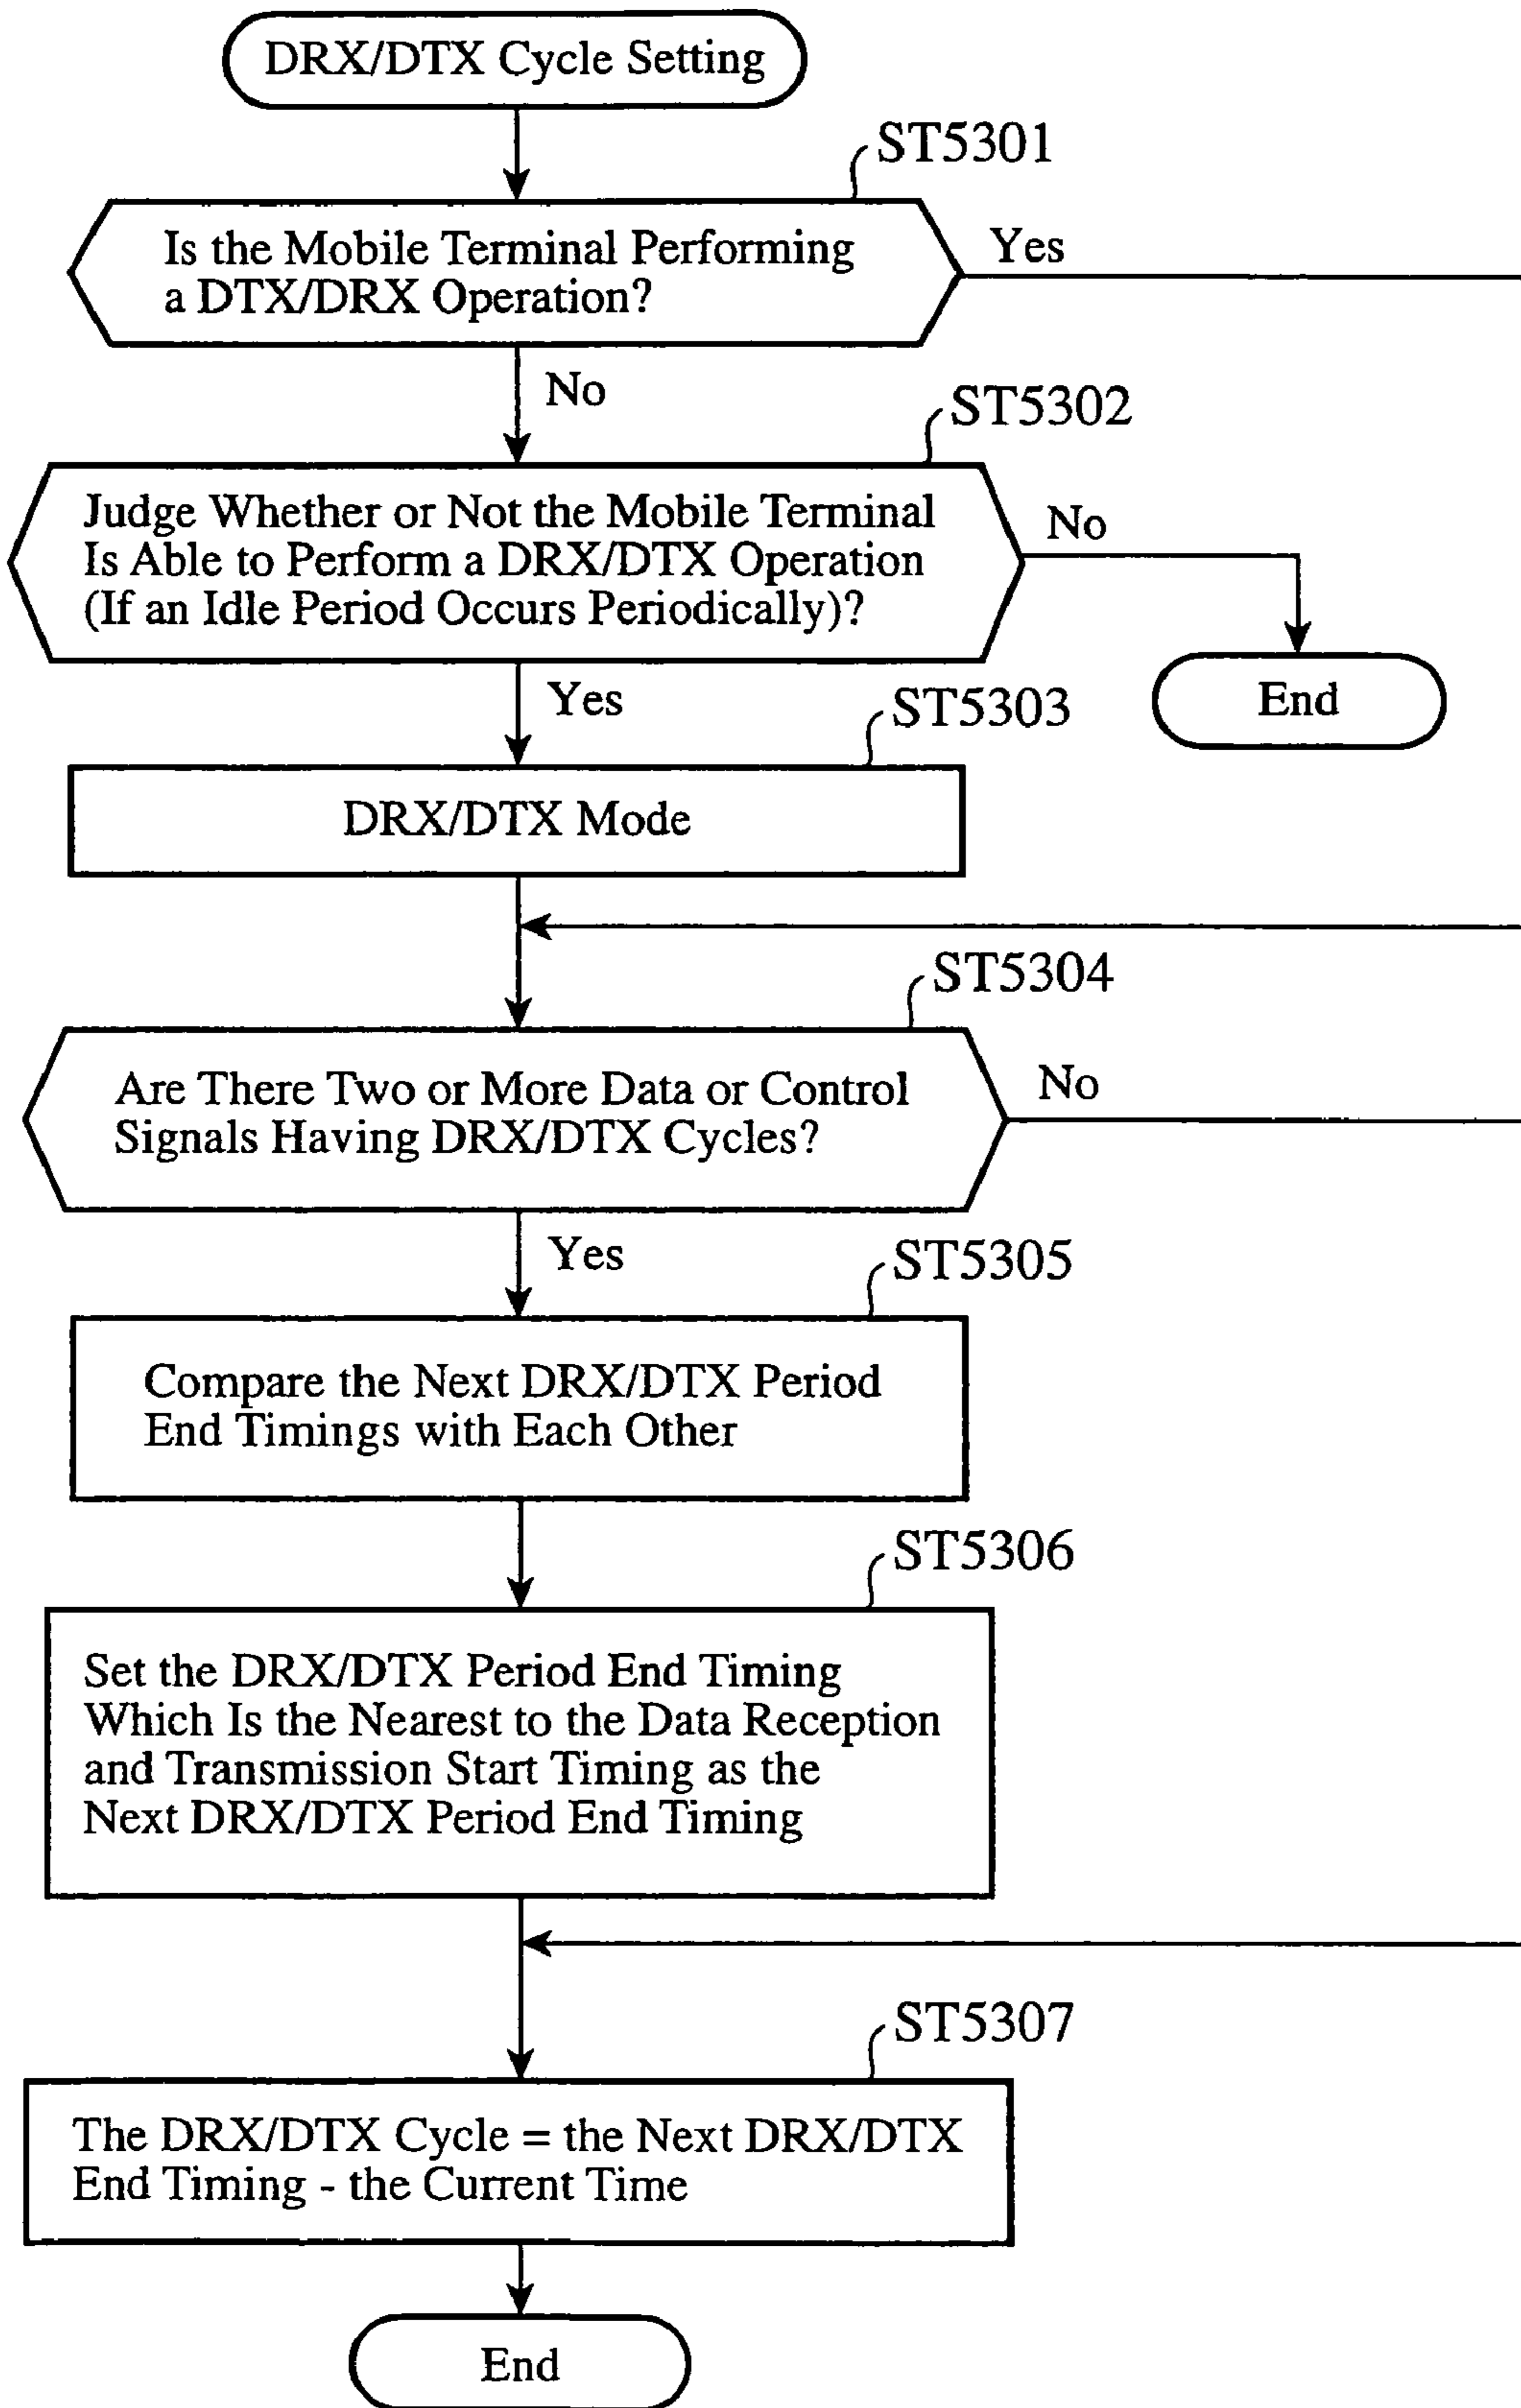 DRX/DTX Cycle Setting
ST5301
Is the Mobile Terminal Performing
a DTX/DRX Operation?
Yes
No
ST5302
Judge Whether or Not the Mobile Terminal
Is Able to Perform a DRX/DTX Operation
(If an Idle Period Occurs Periodically)?
No
End
Yes
ST5303
DRX/DTX Mode
ST5304
Are There Two or More Data or Control
Signals Having DRX/DTX Cycles?
No
Yes
ST5305
Compare the Next DRX/DTX Period
End Timings with Each Other
ST5306
Set the DRX/DTX Period End Timing
Which Is the Nearest to the Data Reception
and Transmission Start Timing as the
Next DRX/DTX Period End Timing
ST5307
The DRX/DTX Cycle = the Next DRX/DTX
End Timing - the Current Time
End